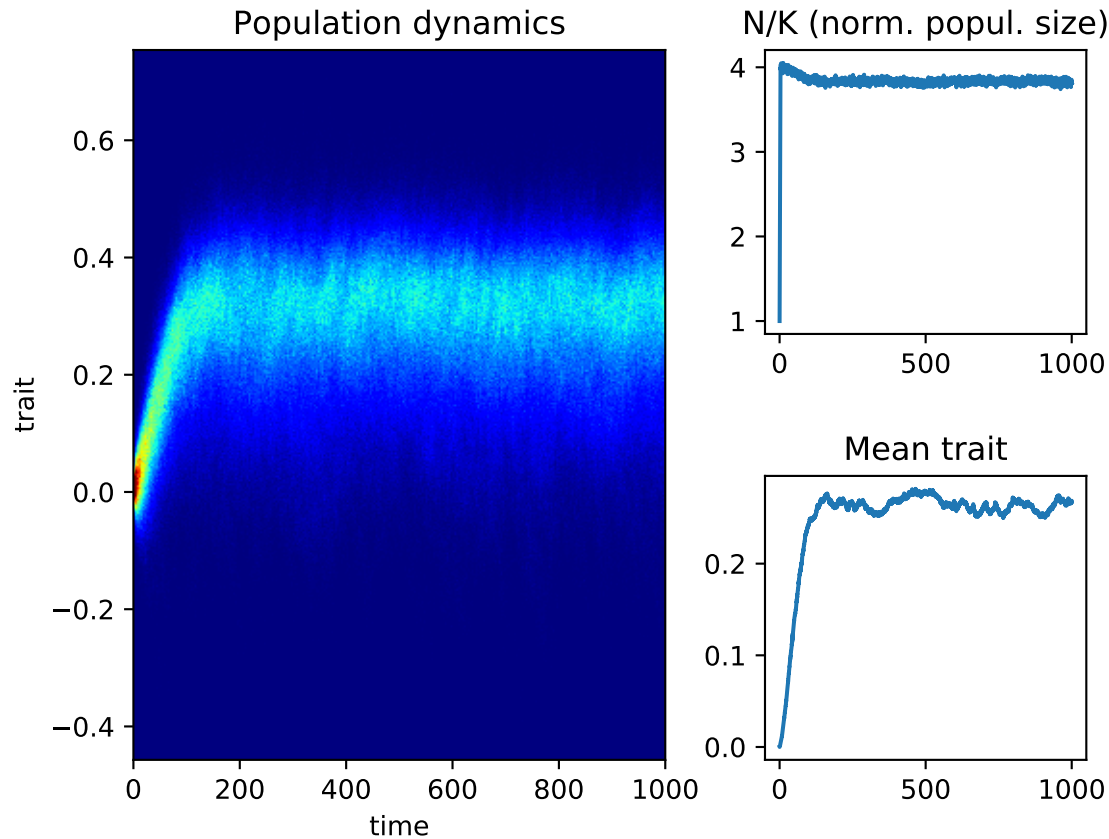 Population dynamics
trait
0.6
0.4
0.2
0.0
−0.2
−0.4
0 200 400 600 800 1000
time
N/K (norm. popul. size)
4
3
2
1
0 500 1000
Mean trait
0.2
0.1
0.0
0 500 1000